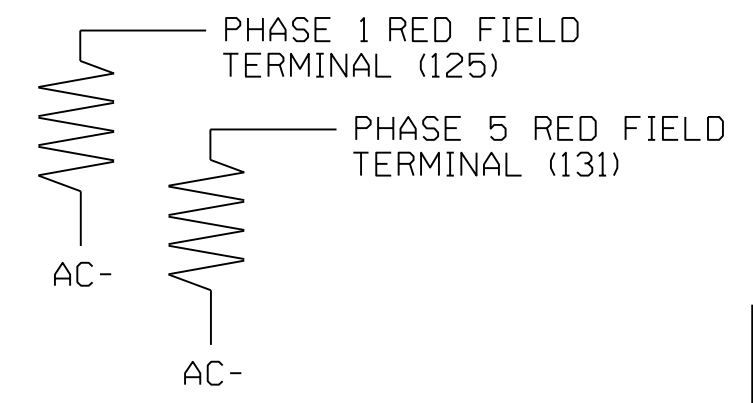 PHASE 1 RED FIELD
TERMINAL (125)
PHASE 5 RED FIELD
TERMINAL (131)
AC-
AC-